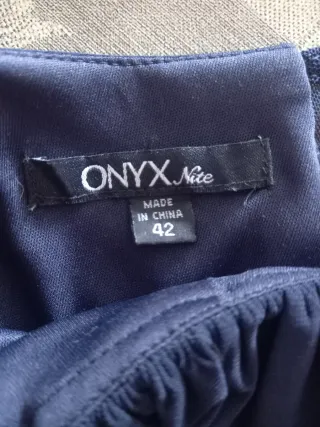 ONYX Nite
MADE
IN CHINA
42